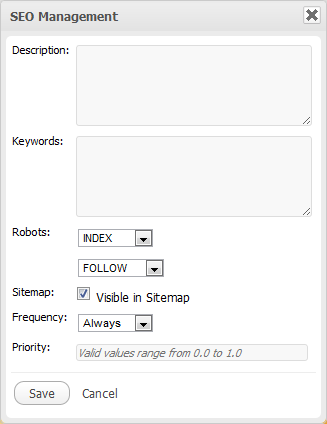 SEO Management
Description:
Keywords:
Robots: INDEX
FOLLOW
Sitemap: Visible in Sitemap
Frequency: Always
Priority: Valid values range from 0.0 to 1.0
Save Cancel